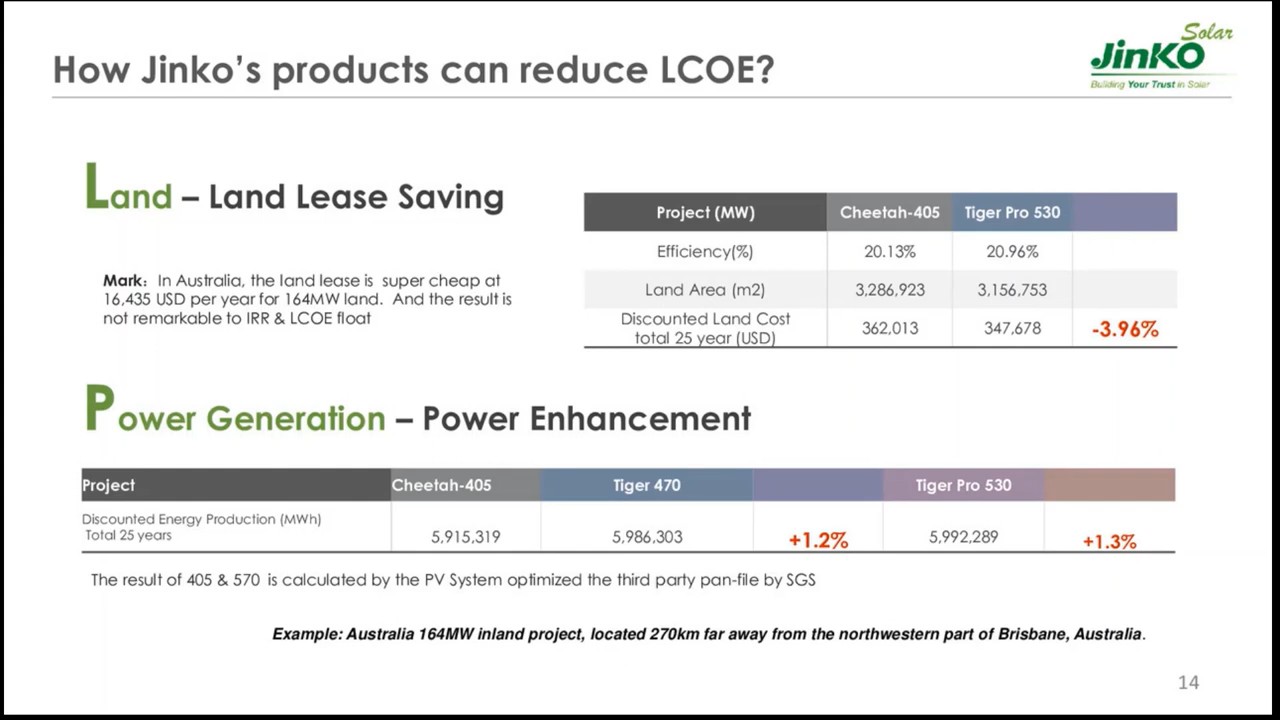 How Jinko's products can reduce LCOE?
Solar
JinKO
Building Your Trust in Solar
Land – Land Lease Saving
Mark: In Australia, the land lease is super cheap at
16,435 USD per year for 164MW land. And the result is
not remarkable to IRR & LCOE float
Project (MW) Cheetah-405 Tiger Pro 530
Efficiency(%) 20.13% 20.96%
Land Area (m2) 3,286,923 3,156,753
Discounted Land Cost
total 25 year (USD) 362,013 347,678 -3.96%
Power Generation – Power Enhancement
Project Cheetah-405 Tiger 470 Tiger Pro 530
Discounted Energy Production (MWh)
Total 25 years 5,915,319 5,986,303 +1.2% 5,992,289 +1.3%
The result of 405 & 570 is calculated by the PV System optimized the third party pan-file by SGS
Example: Australia 164MW inland project, located 270km far away from the northwestern part of Brisbane, Australia.
14